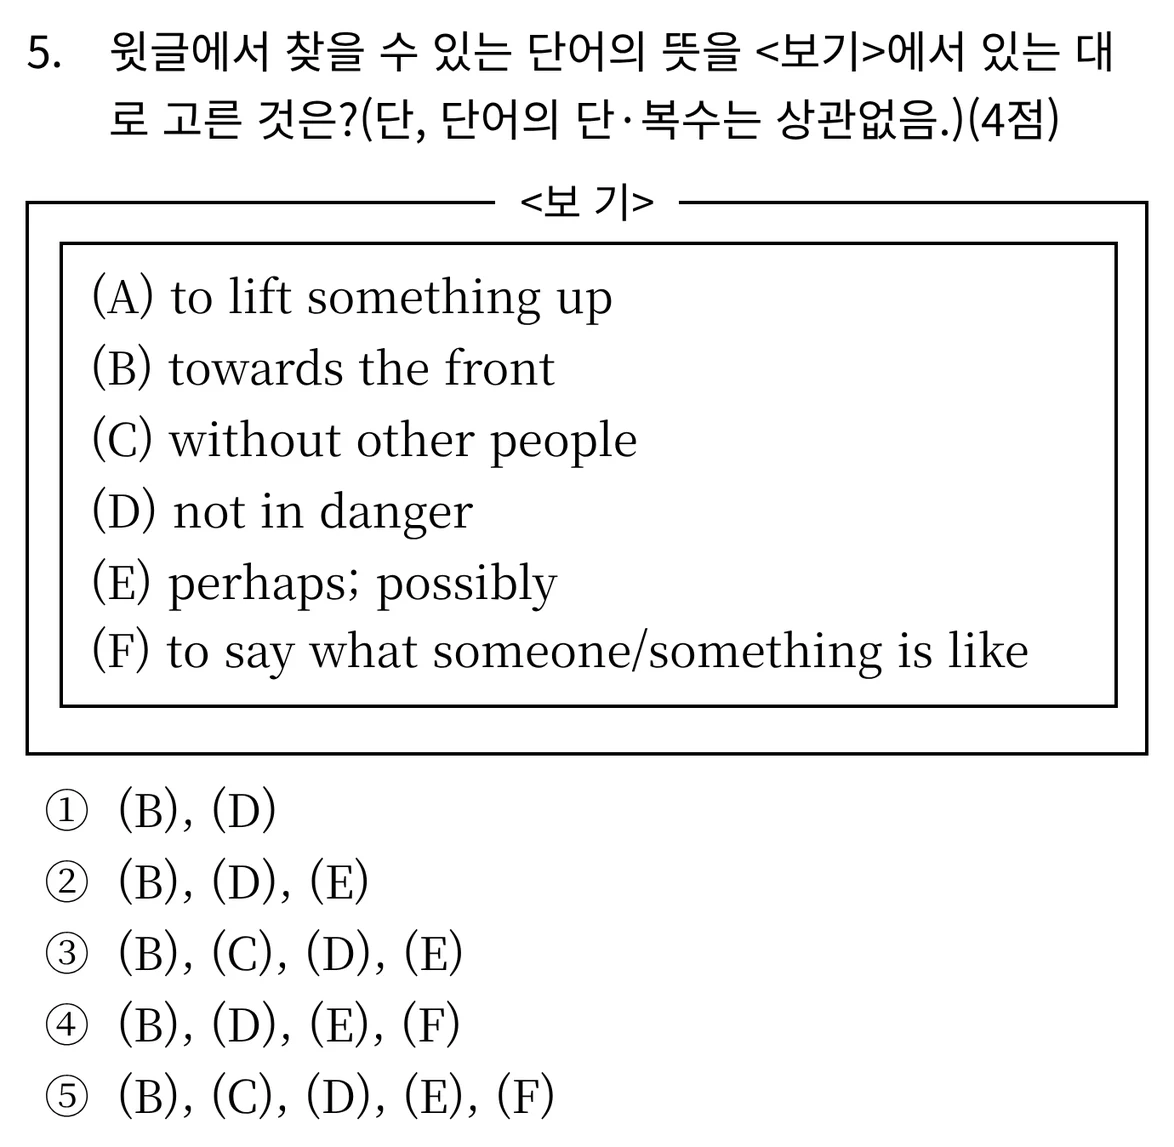 5. 윗글에서 찾을 수 있는 단어의 뜻을 <보기>에서 있는 대
로 고른 것은?(단, 단어의 단·복수는 상관없음.)(4점)
<보 기>
(A) to lift something up
(B) towards the front
(C) without other people
(D) not in danger
(E) perhaps; possibly
(F) to say what someone/something is like
① (B), (D)
② (B), (D), (E)
③ (B), (C), (D), (E)
④ (B), (D), (E), (F)
⑤ (B), (C), (D), (E), (F)